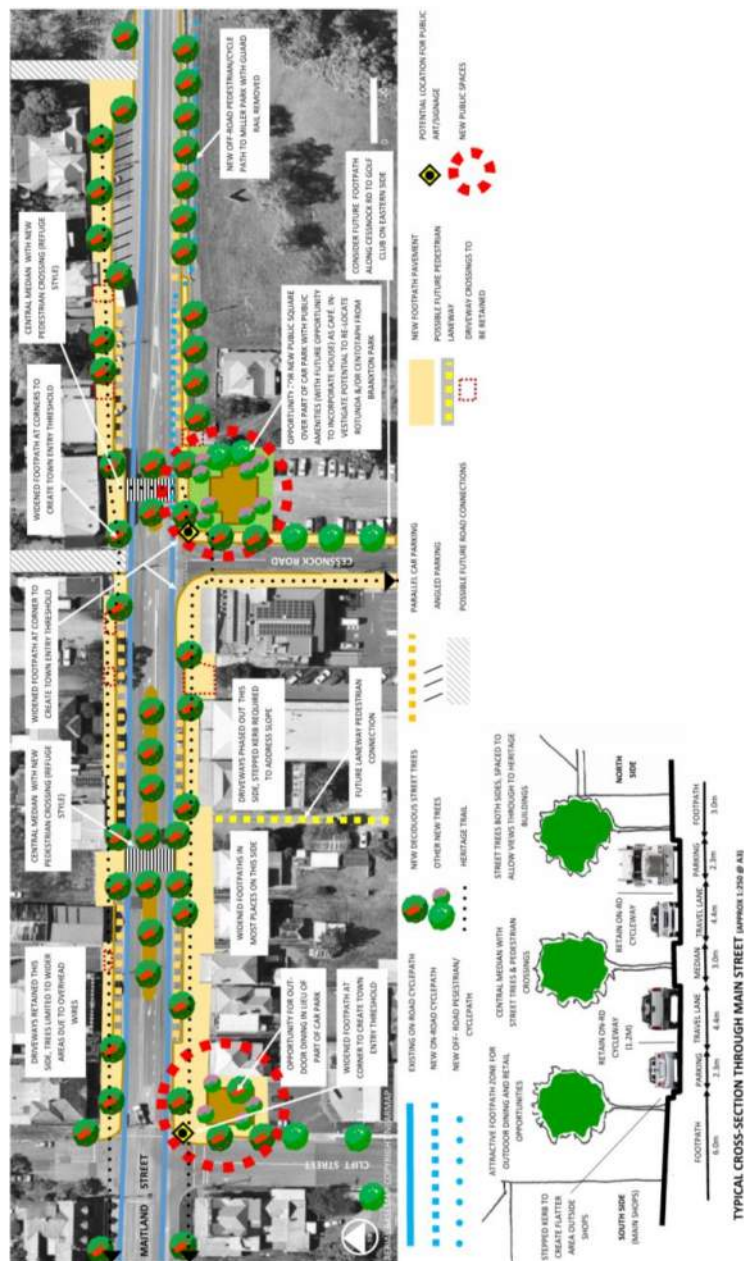 DRIVEWAYS RETAINED THIS
SIDE, TREES LIMITED TO WIDER
AREAS DUE TO OVERHEAD
WIRES
CENTRAL MEDIAN WITH NEW
PEDESTRIAN CROSSING (REFUGE
STYLE)
WIDENED FOOTPATH AT CORNER TO
CREATE TOWN ENTRY THRESHOLD
WIDENED FOOTPATH AT CORNERS TO
CREATE TOWN ENTRY THRESHOLD
CENTRAL MEDIAN WITH NEW
PEDESTRIAN CROSSING (REFUGE
STYLE)
MAITLAND STREET
CLIFT STREET
OPPORTUNITY FOR OUT-
DOOR DINING IN LIEU OF
PART OF CAR PARK
WIDENED FOOTPATH AT
CORNER TO CREATE TOWN
ENTRY THRESHOLD
WIDENED FOOTPATHS IN
MOST PLACES ON THIS SIDE
DRIVEWAYS PHASED OUT THIS
SIDE, STEPPED KERB REQUIRED
TO ADDRESS SLOPE
FUTURE LANEWAY PEDESTRIAN
CONNECTION
CESSNOCK ROAD
OPPORTUNITY FOR NEW PUBLIC SQUARE
OVER PART OF CAR PARK WITH PUBLIC
AMENITIES (WITH FUTURE OPPORTUNITY
TO INCORPORATE HOUSE) AS CAFÉ. IN-
VESTIGATE POTENTIAL TO RE-LOCATE
ROTUNDA &/OR CENTOTAPH FROM
BRANXTON PARK
NEW OFF-ROAD PEDESTRIAN/CYCLE
PATH TO MILLER PARK WITH GUARD
RAIL REMOVED
CONSIDER FUTURE FOOTPATH
ALONG CESSNOCK RD TO GOLF
CLUB ON EASTERN SIDE
EXISTING ON-ROAD CYCLEPATH
NEW ON-ROAD CYCLEPATH
NEW OFF-ROAD PESESTRIAN/
CYCLEPATH
NEW DECIDUOUS STREET TREES
OTHER NEW TREES
HERITAGE TRAIL
PARALLEL CAR PARKING
ANGLED PARKING
POSSIBLE FUTURE ROAD CONNECTIONS
NEW FOOTPATH PAVEMENT
POSSIBLE FUTURE PEDESTRIAN
LANEWAY
DRIVEWAY CROSSINGS TO
BE RETAINED
POTENTIAL LOCATION FOR PUBLIC
ART/SIGNAGE
NEW PUBLIC SPACES
STEPPED KERB TO
CREATE FLATTER
AREA OUTSIDE
SHOPS
ATTRACTIVE FOOTPATH ZONE FOR
OUTDOOR DINING AND RETAIL
OPPORTUNITIES
CENTRAL MEDIAN WITH
STREET TREES & PEDESTRIAN
CROSSINGS
STREET TREES BOTH SIDES, SPACED TO
ALLOW VIEWS THROUGH TO HERITAGE
BUILDINGS
RETAIN ON-RD
CYCLEWAY
(1.2M)
RETAIN ON-RD
CYCLEWAY
SOUTH SIDE
(MAIN SHOPS)
NORTH
SIDE
FOOTPATH PARKING TRAVEL LANE MEDIAN TRAVEL LANE PARKING FOOTPATH
6.0m 2.3m 4.4m 3.0m 4.4m 2.3m 3.0m
TYPICAL CROSS-SECTION THROUGH MAIN STREET (APPROX 1:250 @ A3)